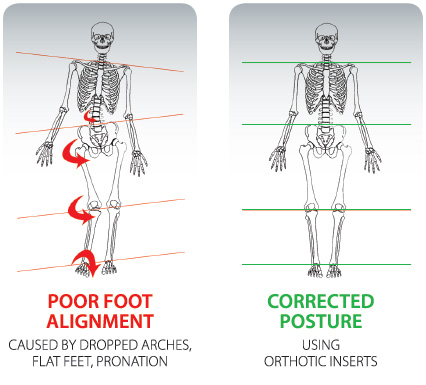 POOR FOOT
ALIGNMENT
CAUSED BY DROPPED ARCHES,
FLAT FEET, PRONATION
CORRECTED
POSTURE
USING
ORTHOTIC INSERTS